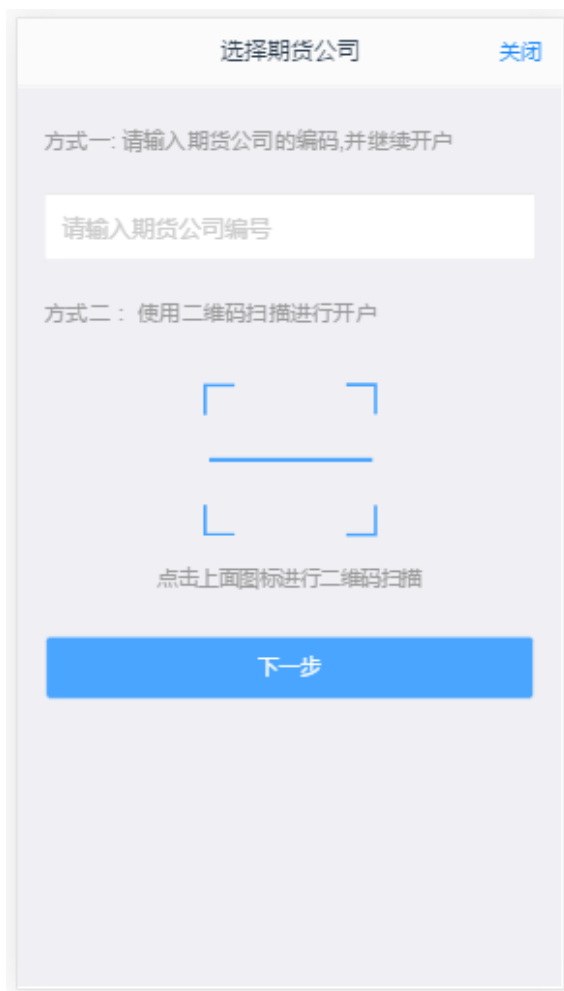 选择期货公司 关闭
方式一: 请输入期货公司的编码,并继续开户
请输入期货公司编号
方式二： 使用二维码扫描进行开户
点击上面图标进行二维码扫描
下一步